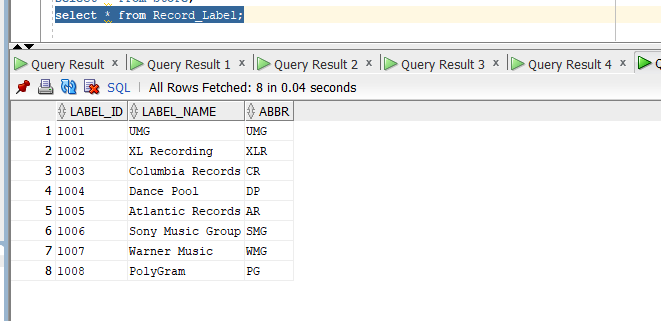 select * from Record_Label;
Query Result x Query Result 1 x Query Result 2 x Query Result 3 x Query Result 4 x
SQL | All Rows Fetched: 8 in 0.04 seconds
LABEL_ID LABEL_NAME ABBR
1 1001 UMG UMG
2 1002 XL Recording XLR
3 1003 Columbia Records CR
4 1004 Dance Pool DP
5 1005 Atlantic Records AR
6 1006 Sony Music Group SMG
7 1007 Warner Music WMG
8 1008 PolyGram PG